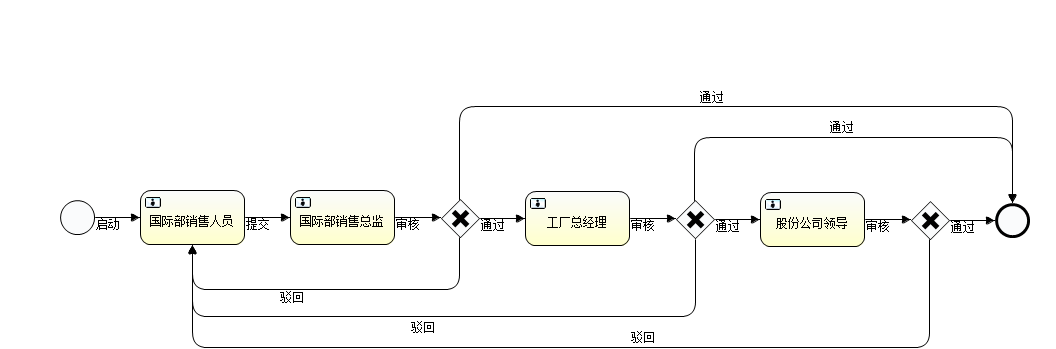 通过
通过
启动
国际部销售人员
提交
国际部销售总监
审核
通过
工厂总经理
审核
通过
股份公司领导
审核
通过
驳回
驳回
驳回